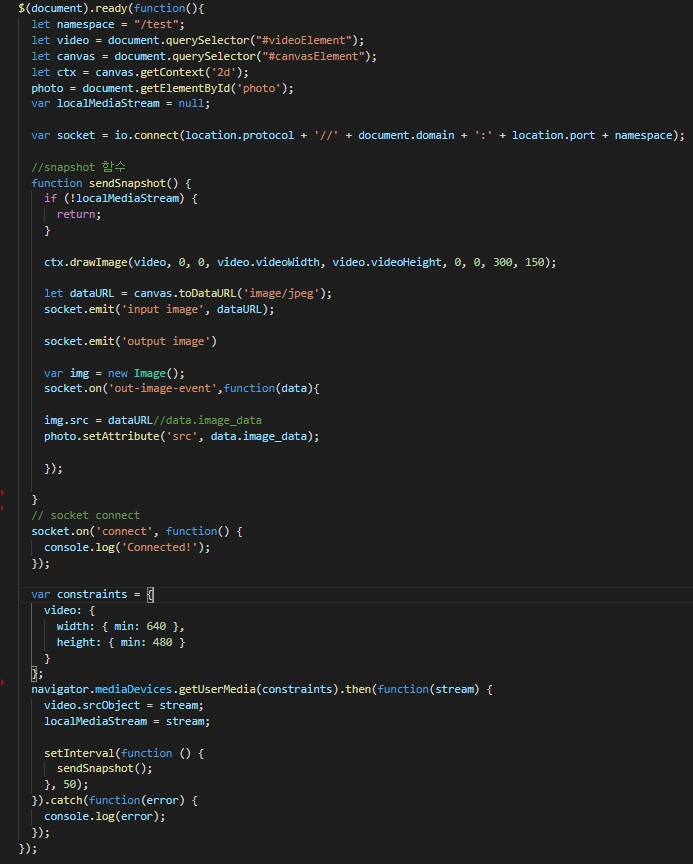 $(document).ready(function(){
let namespace = "/test";
let video = document.querySelector("#videoElement");
let canvas = document.querySelector("#canvasElement");
let ctx = canvas.getContext('2d');
photo = document.getElementById('photo');
var localMediaStream = null;
var socket = io.connect(location.protocol + '//' + document.domain + ':' + location.port + namespace);
//snapshot 함수
function sendSnapshot() {
if (!localMediaStream) {
return;
}
ctx.drawImage(video, 0, 0, video.videoWidth, video.videoHeight, 0, 0, 300, 150);
let dataURL = canvas.toDataURL('image/jpeg');
socket.emit('input image', dataURL);
socket.emit('output image')
var img = new Image();
socket.on('out-image-event',function(data){
img.src = dataURL//data.image_data
photo.setAttribute('src', data.image_data);
});
}
// socket connect
socket.on('connect', function() {
console.log('Connected!');
});
var constraints = {
video: {
width: { min: 640 },
height: { min: 480 }
}
};
navigator.mediaDevices.getUserMedia(constraints).then(function(stream) {
video.srcObject = stream;
localMediaStream = stream;
setInterval(function () {
sendSnapshot();
}, 50);
}).catch(function(error) {
console.log(error);
});
});